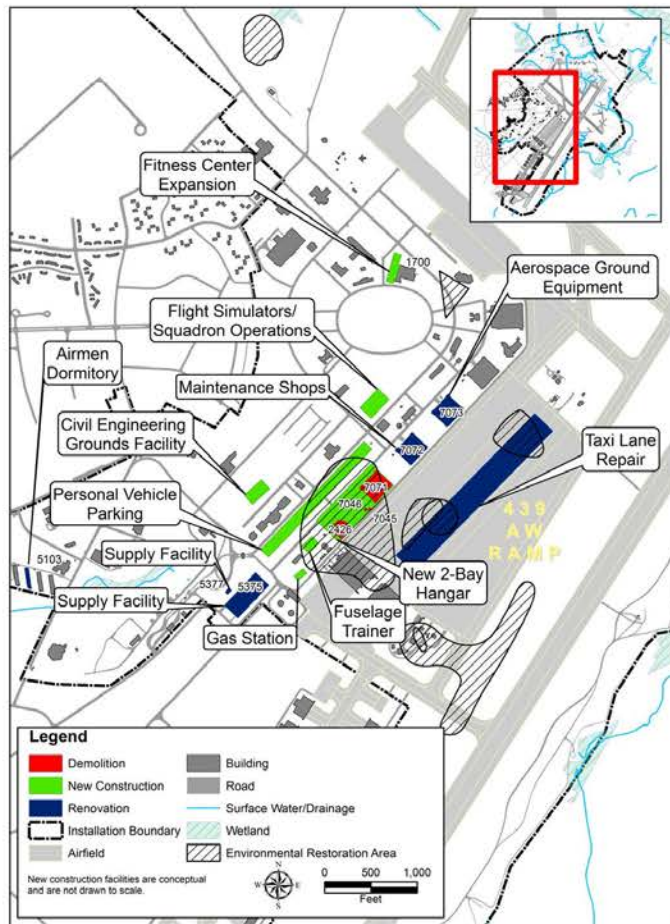 Fitness Center
Expansion
1700
Aerospace Ground
Equipment
Flight Simulators/
Squadron Operations
Airmen
Dormitory
Maintenance Shops
Civil Engineering
Grounds Facility
7073
7072
Taxi Lane
Repair
Personal Vehicle
Parking
7071
7046
7045
2426
439
AW
RAMP
5103
Supply Facility
5377
5375
New 2-Bay
Hangar
Supply Facility
Fuselage
Trainer
Gas Station
Legend
Demolition
New Construction
Renovation
Installation Boundary
Airfield
Building
Road
Surface Water/Drainage
Wetland
Environmental Restoration Area
New construction facilities are conceptual
and are not drawn to scale.
N
W
E
S
0 500 1,000
Feet